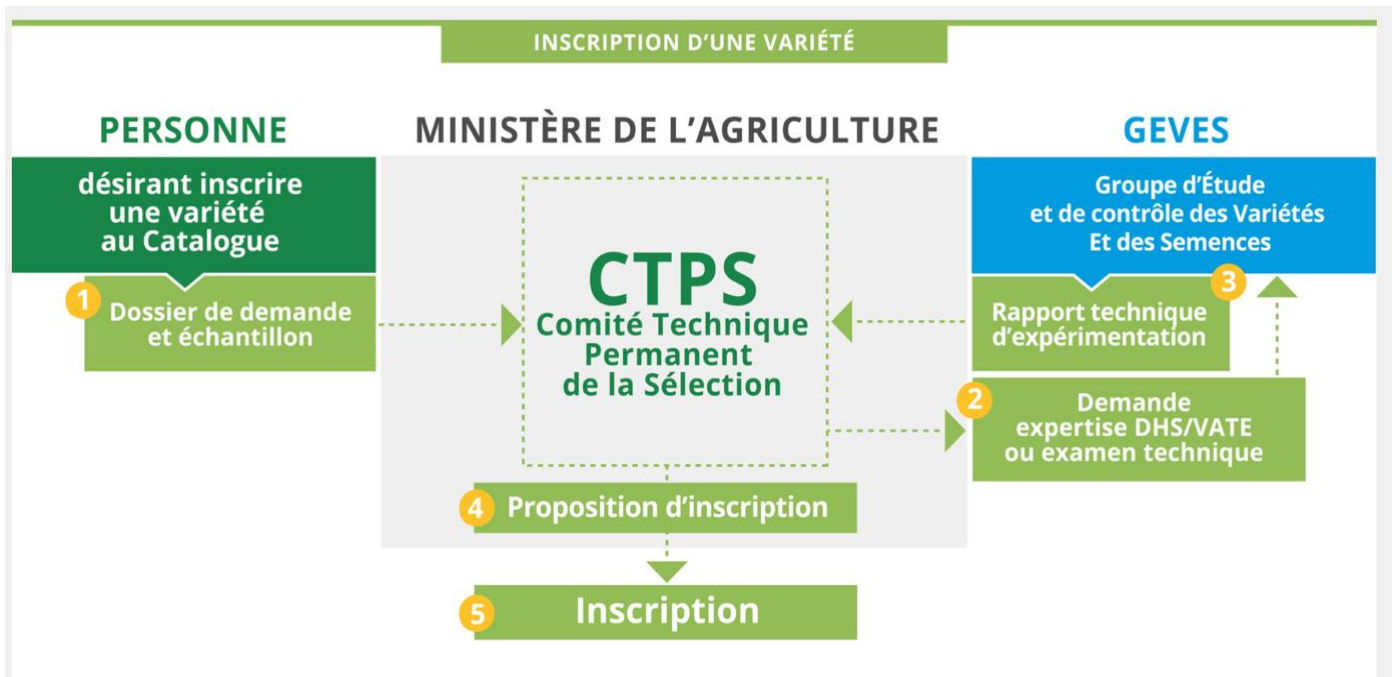 INSCRIPTION D'UNE VARIÉTÉ
PERSONNE
désirant inscrire
une variété
au Catalogue
1
Dossier de demande
et échantillon
MINISTÈRE DE L'AGRICULTURE
CTPS
Comité Technique
Permanent
de la Sélection
GEVES
Groupe d'Étude
et de contrôle des Variétés
Et des Semences
3
Rapport technique
d'expérimentation
2
Demande
expertise DHS/VATE
ou examen technique
4
Proposition d'inscription
5
Inscription